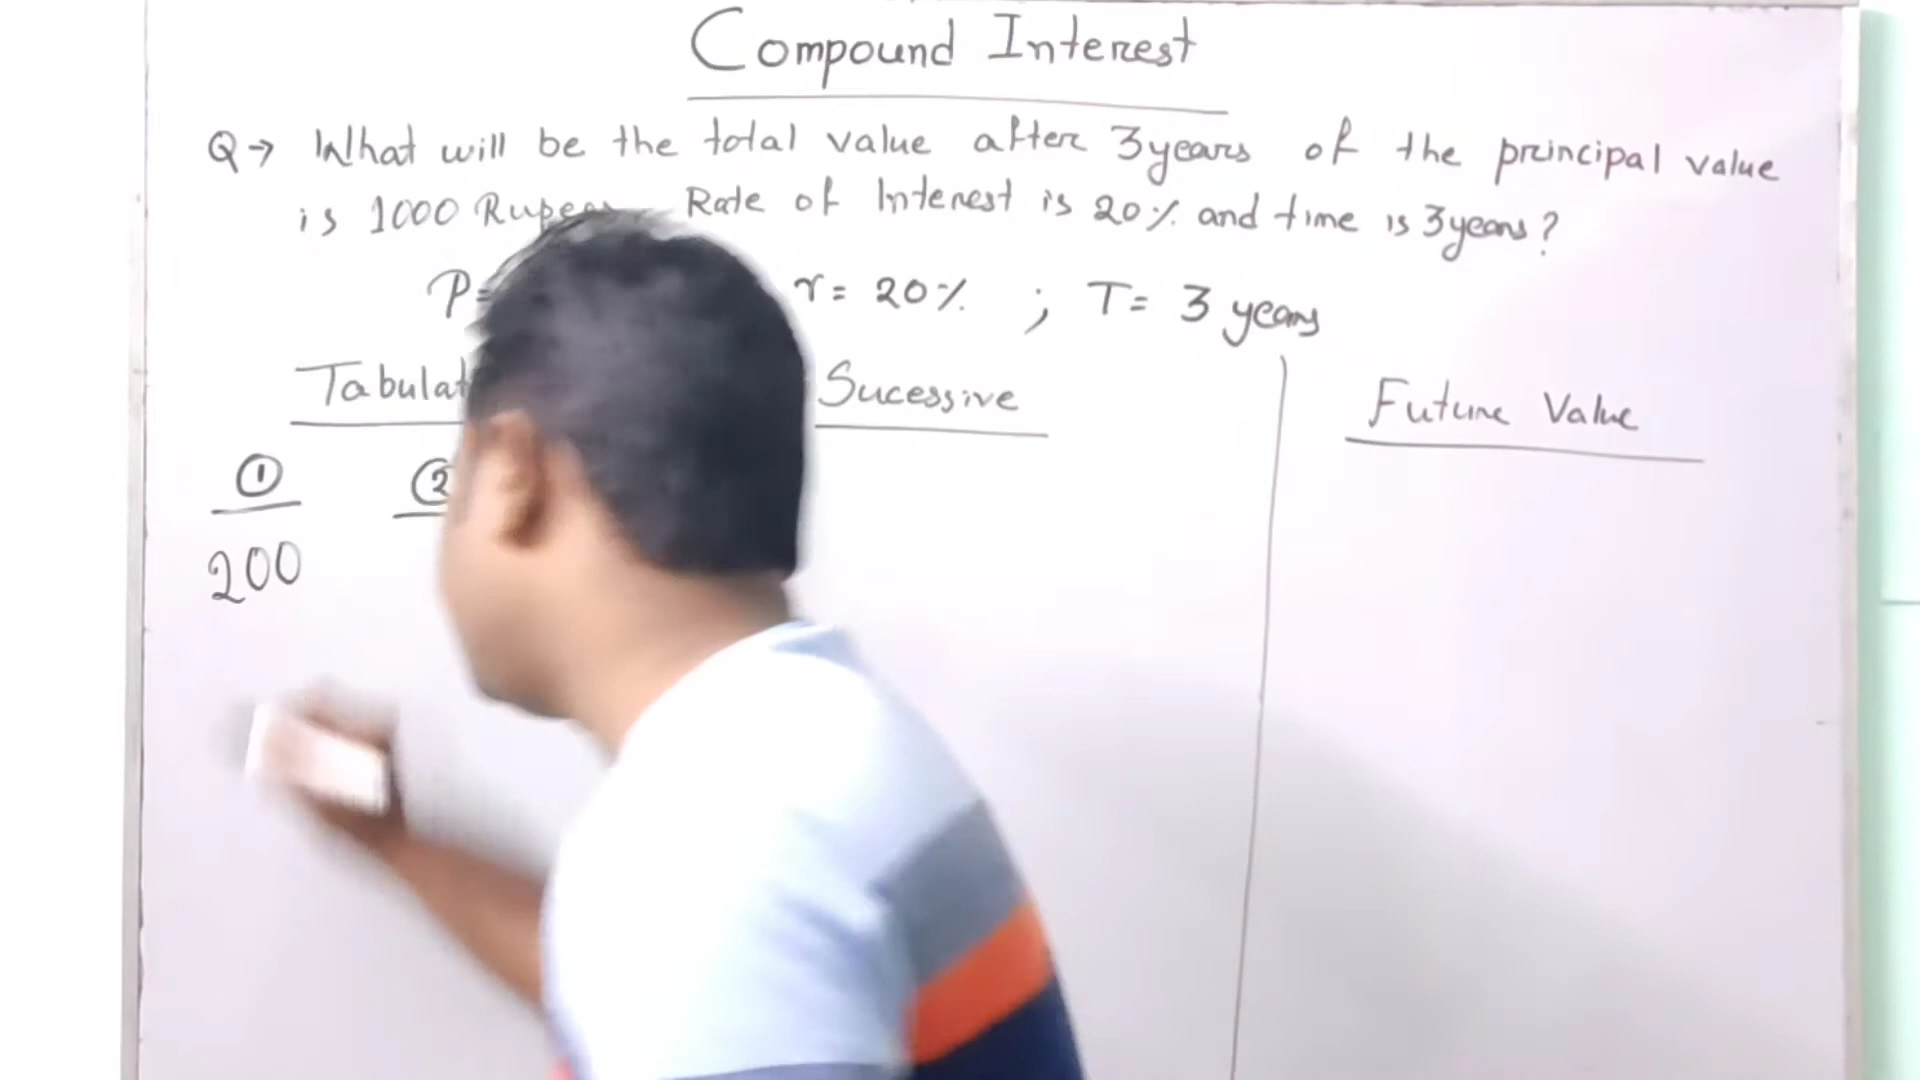 Compound Interest
Q→ What will be the total value after 3 years of the principal value
is 1000 Rupees Rate of Interest is 20% and time is 3 years?
P= r= 20% ; T= 3 years
Sucessive Future Value
① ②
200